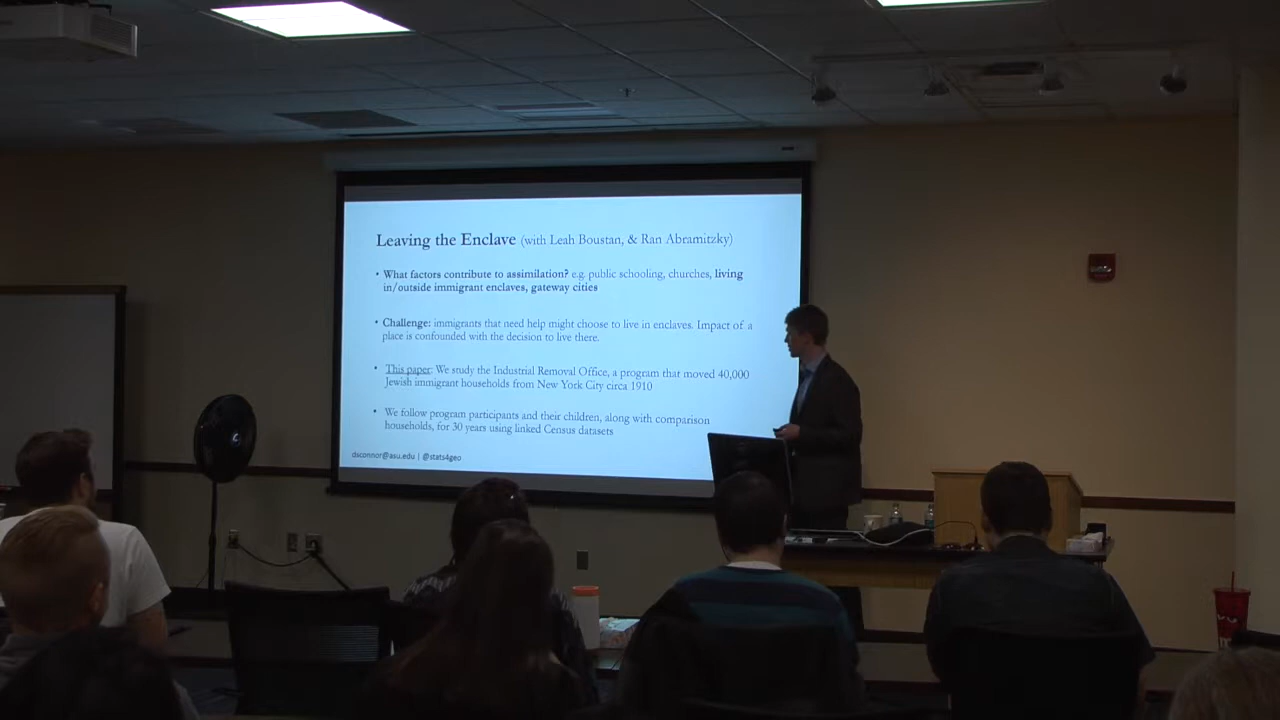 Leaving the Enclave (with Leah Boustan, & Ran Abramitzky)
• What factors contribute to assimilation? e.g. public schooling, churches, living
in/outside immigrant enclaves, gateway cities
• Challenge: immigrants that need help might choose to live in enclaves. Impact of a
place is confounded with the decision to live there.
• This paper: We study the Industrial Removal Office, a program that moved 40,000
Jewish immigrant households from New York City circa 1910
• We follow program participants and their children, along with comparison
households, for 30 years using linked Census datasets
dsconnor@asu.edu | @stats4geo